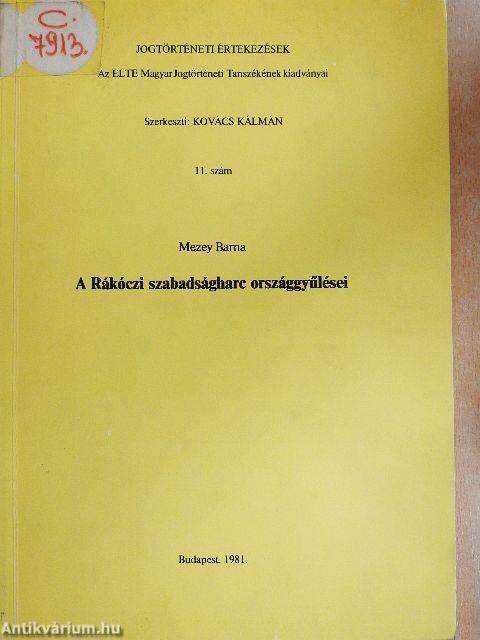 C.
7913.
JOGTÖRTÉNETI ÉRTEKEZÉSEK
Az ELTE Magyar Jogtörténeti Tanszékének kiadványai
Szerkeszti: KOVÁCS KÁLMÁN
11. szám
Mezey Barna
A Rákóczi szabadságharc országgyűlései
Budapest. 1981.
Antikvárium.hu